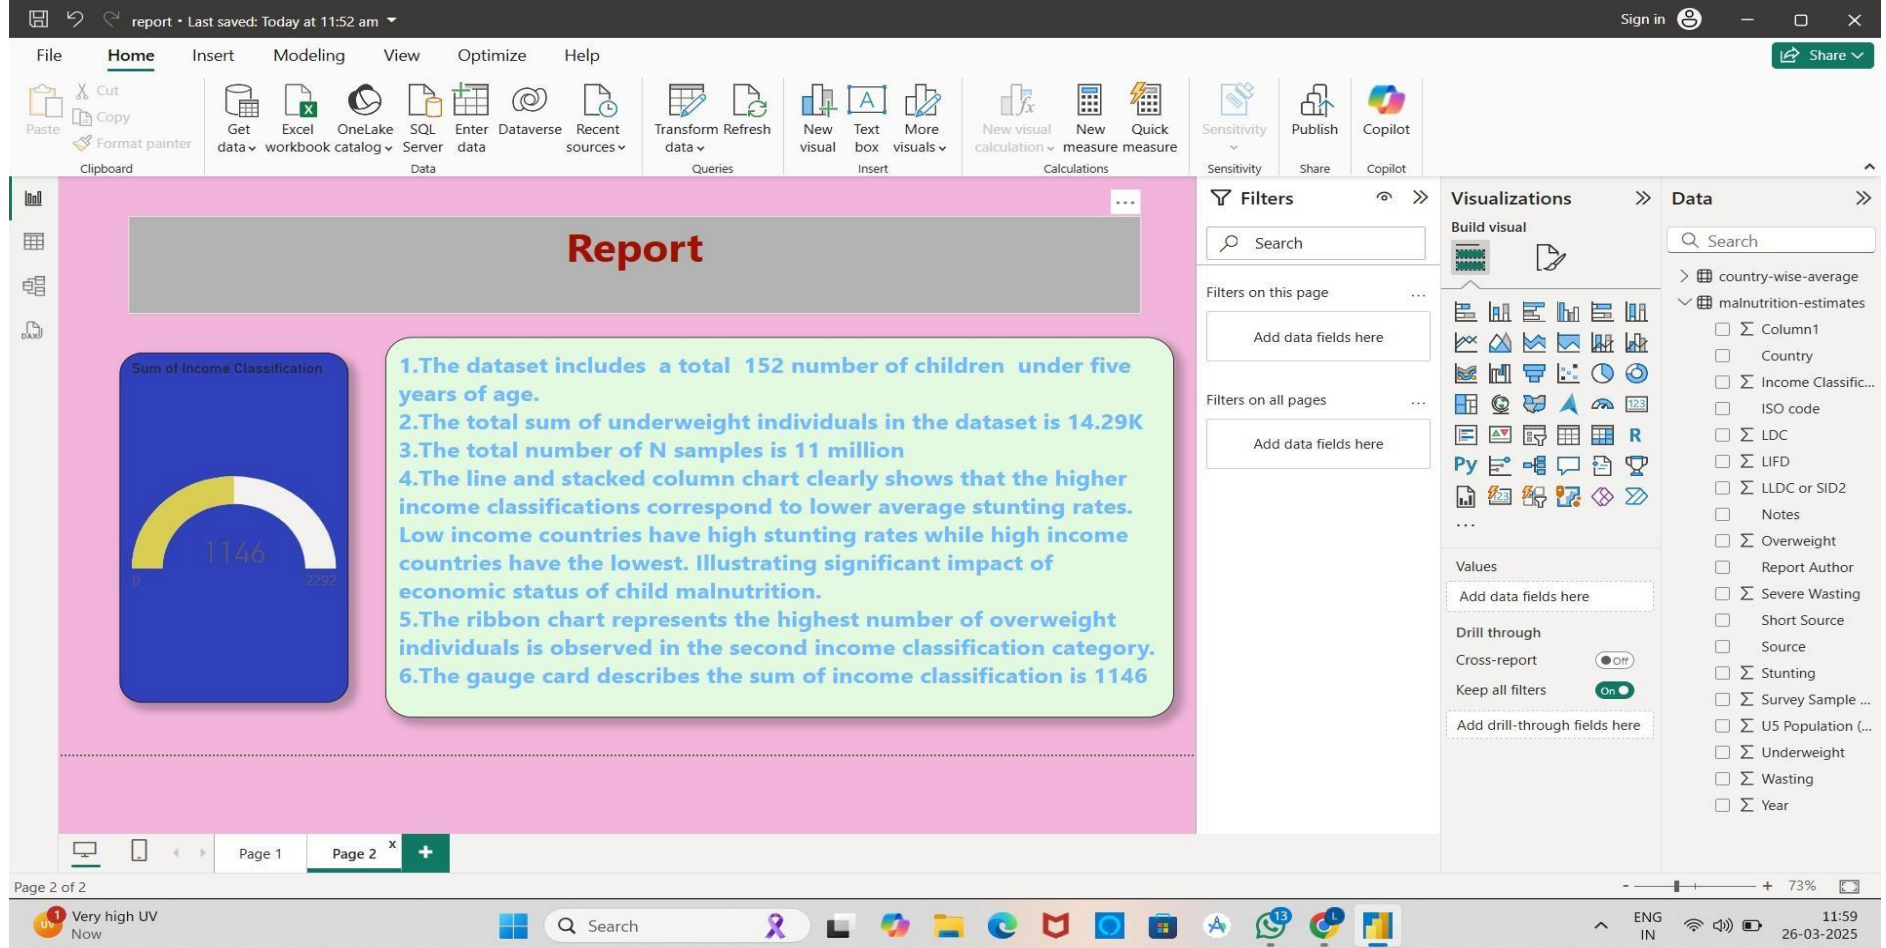 report • Last saved: Today at 11:52 am
Sign in
File Home Insert Modeling View Optimize Help
Share
Paste
Cut
Copy
Format painter
Clipboard
Get data
Excel workbook
OneLake catalog
SQL Server
Enter data
Dataverse
Recent sources
Data
Transform data
Refresh
Queries
New visual
Text box
More visuals
Insert
New visual calculation
New measure
Quick measure
Calculations
Sensitivity
Sensitivity
Publish
Share
Copilot
Copilot
DAX
Report
Sum of Income Classification
1146
0
2292
1.The dataset includes a total 152 number of children under five
years of age.
2.The total sum of underweight individuals in the dataset is 14.29K
3.The total number of N samples is 11 million
4.The line and stacked column chart clearly shows that the higher
income classifications correspond to lower average stunting rates.
Low income countries have high stunting rates while high income
countries have the lowest. Illustrating significant impact of
economic status of child malnutrition.
5.The ribbon chart represents the highest number of overweight
individuals is observed in the second income classification category.
6.The gauge card describes the sum of income classification is 1146
Filters
Search
Filters on this page
...
Add data fields here
Filters on all pages
...
Add data fields here
Visualizations
Build visual
123
R
Py
...
Values
Add data fields here
Drill through
Cross-report
Off
Keep all filters
On
Add drill-through fields here
Data
Search
country-wise-average
malnutrition-estimates
Σ Column1
Country
Σ Income Classific...
ISO code
Σ LDC
Σ LIFD
Σ LLDC or SID2
Notes
Σ Overweight
Report Author
Σ Severe Wasting
Short Source
Source
Σ Stunting
Σ Survey Sample ...
Σ U5 Population (...
Σ Underweight
Σ Wasting
Σ Year
Page 1
Page 2
x
+
Page 2 of 2
- + 73%
1
UV
Very high UV
Now
Search
13
L
ENG
IN
11:59
26-03-2025